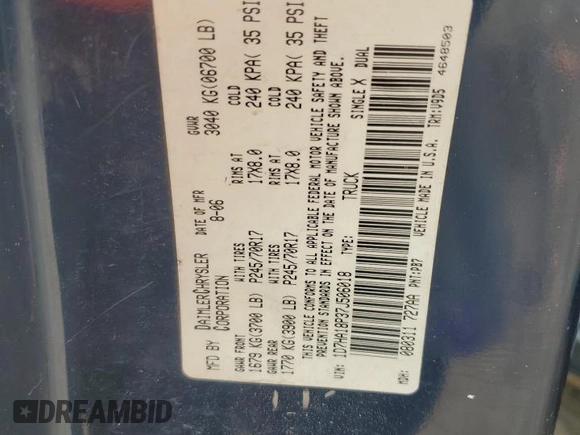 MFD BY DAIMLERCHRYSLER CORPORATION
DATE OF MFR 8-06
GVWR 3040 KG(06700 LB)
GAWR FRONT WITH TIRES RIMS AT COLD
1679 KG(3700 LB) P245/70R17 17X8.0 240 KPA( 35 PSI
GAWR REAR WITH TIRES RIMS AT COLD
1770 KG(3900 LB) P245/70R17 17X8.0 240 KPA( 35 PSI
THIS VEHICLE CONFORMS TO ALL APPLICABLE FEDERAL MOTOR VEHICLE SAFETY AND THEFT
PREVENTION STANDARDS IN EFFECT ON THE DATE OF MANUFACTURE SHOWN ABOVE.
VIN: 1D7HA18P37J506018 TYPE: TRUCK SINGLE X DUAL
MDH: 080311 727AA PNT:PB7 VEHICLE MADE IN U.S.A. TRM:V9D5 4648503
DREAMBID